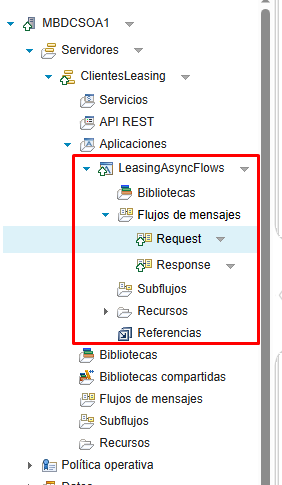 MBDCSOA1
Servidores
ClientesLeasing
Servicios
API REST
Aplicaciones
LeasingAsyncFlows
Bibliotecas
Flujos de mensajes
Request
Response
Subflujos
Recursos
Referencias
Bibliotecas
Bibliotecas compartidas
Flujos de mensajes
Subflujos
Recursos
Política operativa